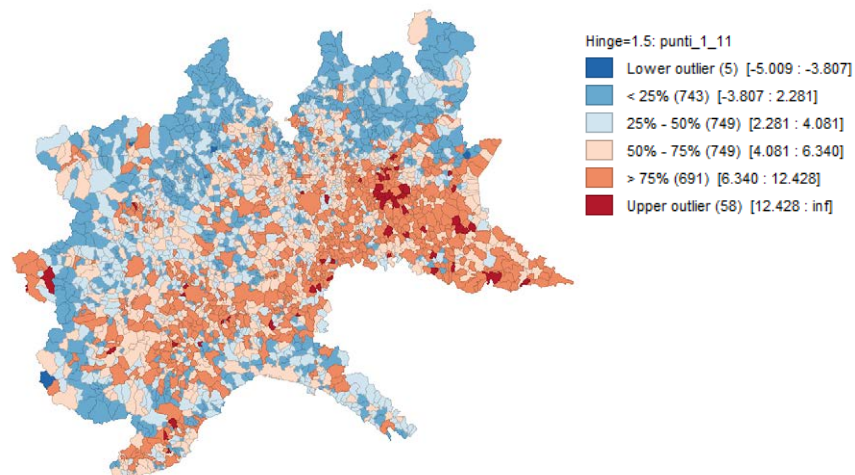 Hinge=1.5: punti_1_11
Lower outlier (5) [-5.009 : -3.807]
< 25% (743) [-3.807 : 2.281]
25% - 50% (749) [2.281 : 4.081]
50% - 75% (749) [4.081 : 6.340]
> 75% (691) [6.340 : 12.428]
Upper outlier (58) [12.428 : inf]